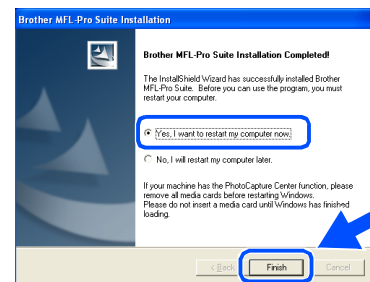 Brother MFL-Pro Suite Installation
Brother MFL-Pro Suite Installation Completed!
The InstallShield Wizard has successfully installed Brother
MFL-Pro Suite. Before you can use the program, you must
restart your computer.
Yes, I want to restart my computer now.
No, I will restart my computer later.
If your machine has the PhotoCapture Center function, please
remove all media cards before restarting Windows.
Please do not insert a media card until Windows has finished
loading.
< Back Finish Cancel